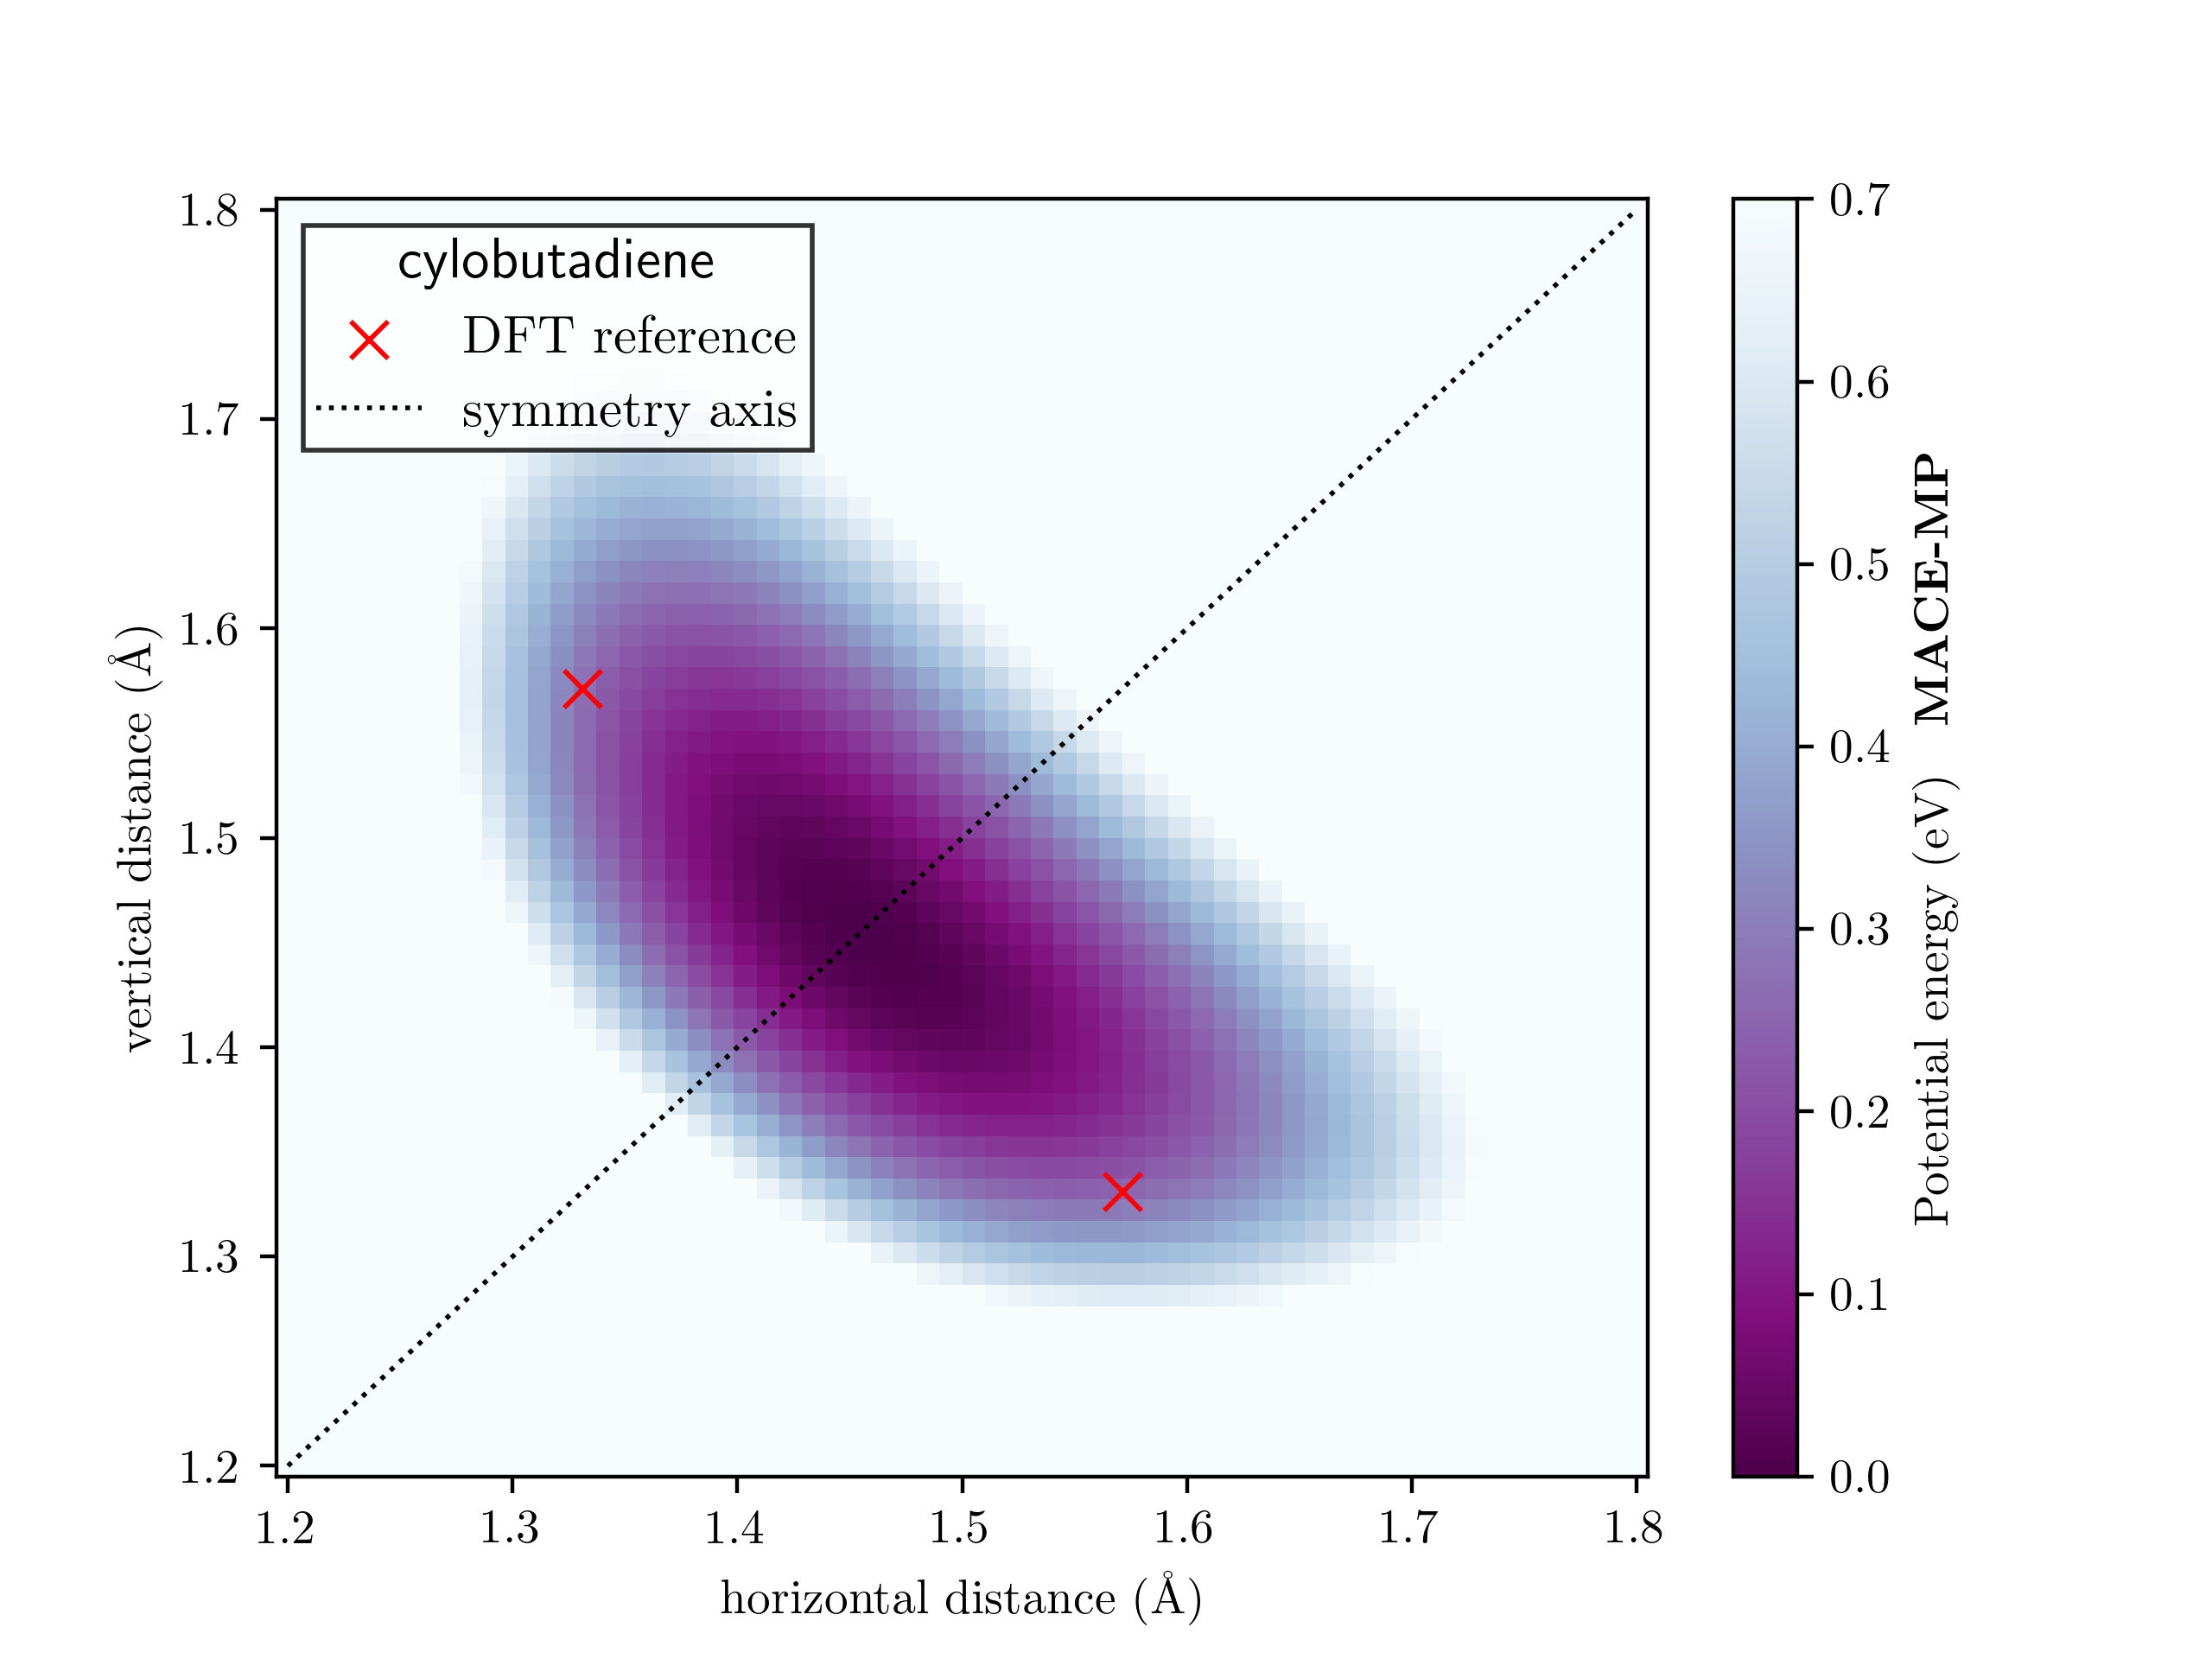 cylobutadiene
DFT reference
symmetry axis
1.8
1.7
1.6
1.5
1.4
1.3
1.2
vertical distance (Å)
1.2 1.3 1.4 1.5 1.6 1.7 1.8
horizontal distance (Å)
0.7
0.6
0.5
0.4
0.3
0.2
0.1
0.0
Potential energy (eV) MACE-MP